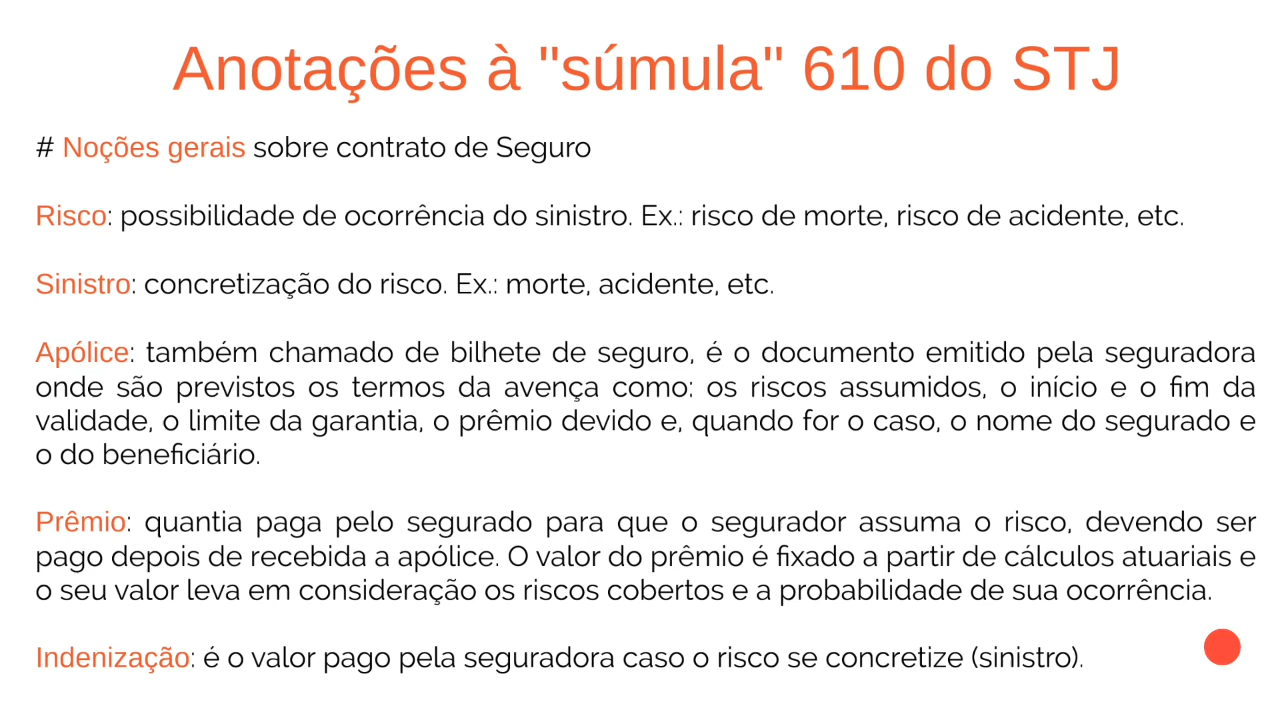 Anotações à "súmula" 610 do STJ
# Noções gerais sobre contrato de Seguro
Risco: possibilidade de ocorrência do sinistro. Ex.: risco de morte, risco de acidente, etc.
Sinistro: concretização do risco. Ex.: morte, acidente, etc.
Apólice: também chamado de bilhete de seguro, é o documento emitido pela seguradora
onde são previstos os termos da avença como: os riscos assumidos, o início e o fim da
validade, o limite da garantia, o prêmio devido e, quando for o caso, o nome do segurado e
o do beneficiário.
Prêmio: quantia paga pelo segurado para que o segurador assuma o risco, devendo ser
pago depois de recebida a apólice. O valor do prêmio é fixado a partir de cálculos atuariais e
o seu valor leva em consideração os riscos cobertos e a probabilidade de sua ocorrência.
Indenização: é o valor pago pela seguradora caso o risco se concretize (sinistro).